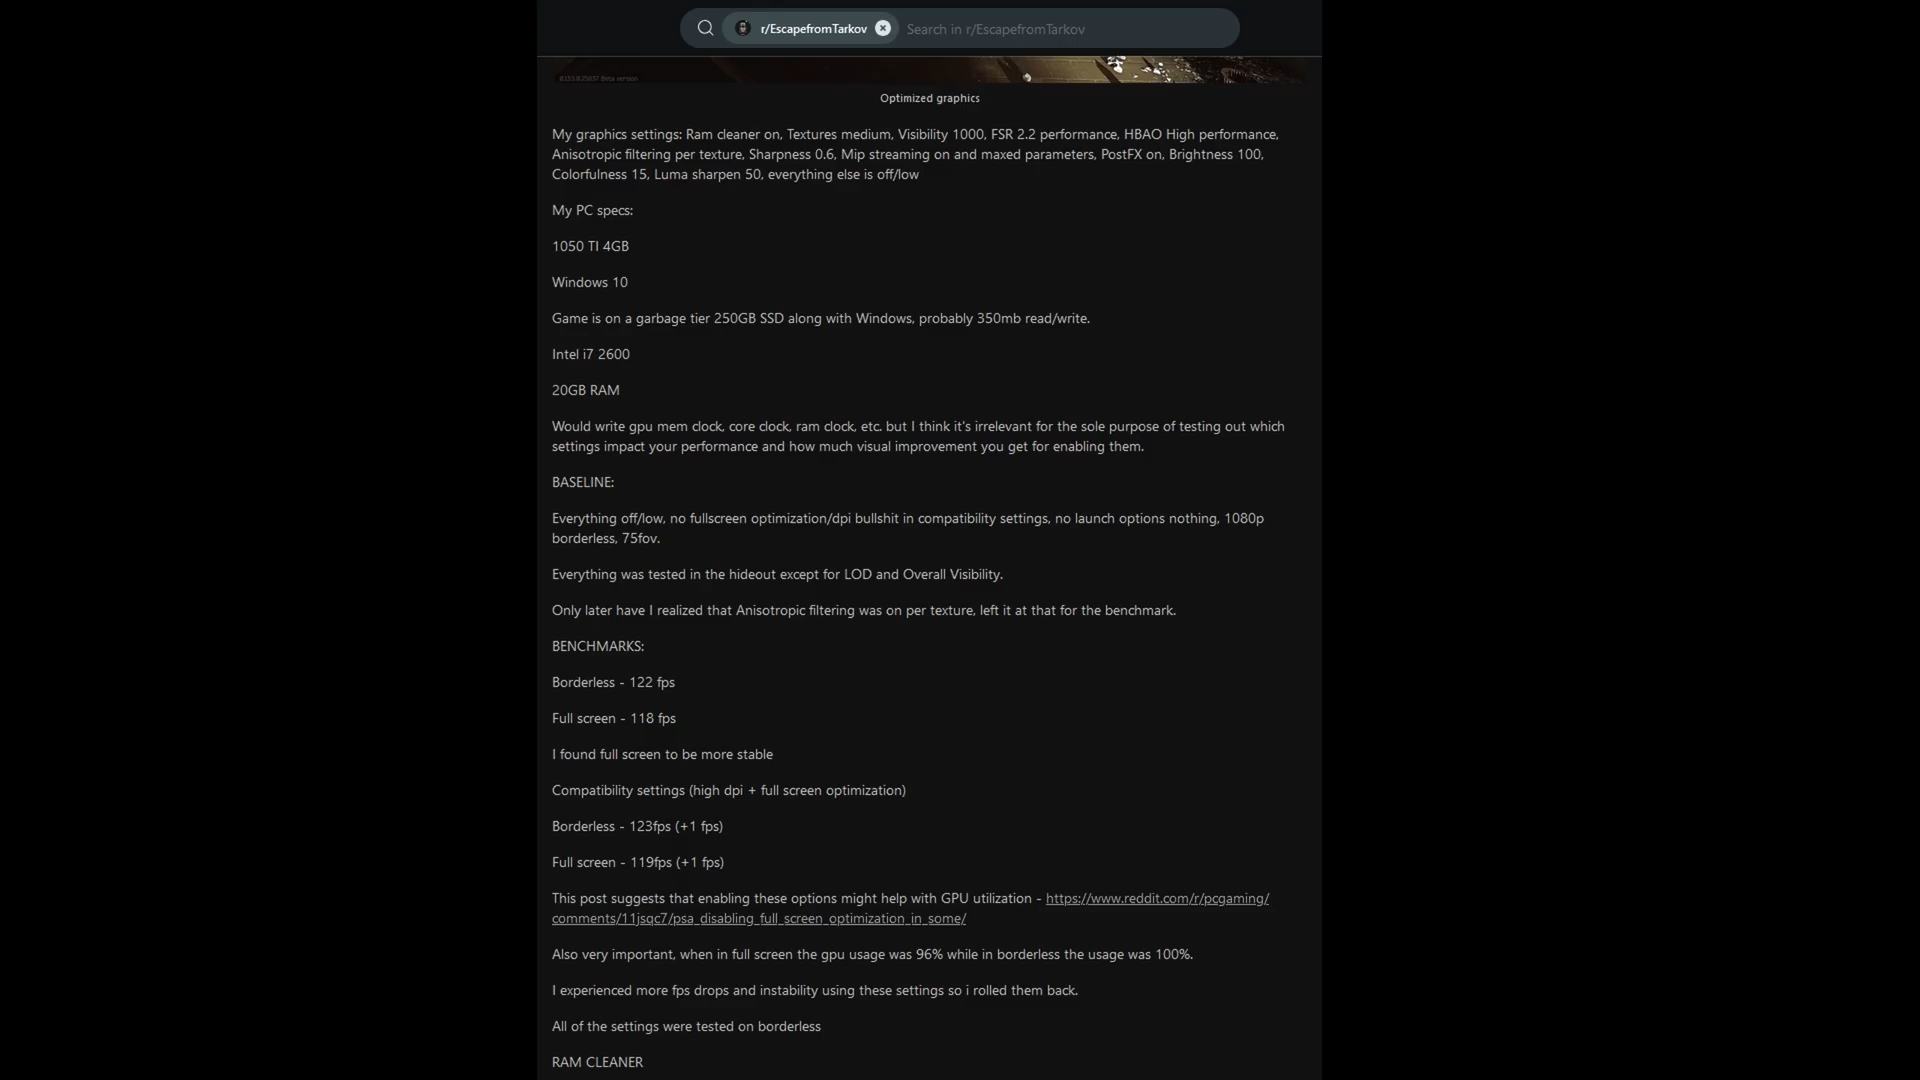 r/EscapefromTarkov
Search in r/EscapefromTarkov
Beta version
Optimized graphics
My graphics settings: Ram cleaner on, Textures medium, Visibility 1000, FSR 2.2 performance, HBAO High performance,
Anisotropic filtering per texture, Sharpness 0.6, Mip streaming on and maxed parameters, PostFX on, Brightness 100,
Colorfulness 15, Luma sharpen 50, everything else is off/low
My PC specs:
1050 TI 4GB
Windows 10
Game is on a garbage tier 250GB SSD along with Windows, probably 350mb read/write.
Intel i7 2600
20GB RAM
Would write gpu mem clock, core clock, ram clock, etc. but I think it's irrelevant for the sole purpose of testing out which
settings impact your performance and how much visual improvement you get for enabling them.
BASELINE:
Everything off/low, no fullscreen optimization/dpi bullshit in compatibility settings, no launch options nothing, 1080p
borderless, 75fov.
Everything was tested in the hideout except for LOD and Overall Visibility.
Only later have I realized that Anisotropic filtering was on per texture, left it at that for the benchmark.
BENCHMARKS:
Borderless - 122 fps
Full screen - 118 fps
I found full screen to be more stable
Compatibility settings (high dpi + full screen optimization)
Borderless - 123fps (+1 fps)
Full screen - 119fps (+1 fps)
This post suggests that enabling these options might help with GPU utilization - https://www.reddit.com/r/pcgaming/
comments/11jsqc7/psa_disabling_full_screen_optimization_in_some/
Also very important, when in full screen the gpu usage was 96% while in borderless the usage was 100%.
I experienced more fps drops and instability using these settings so i rolled them back.
All of the settings were tested on borderless
RAM CLEANER